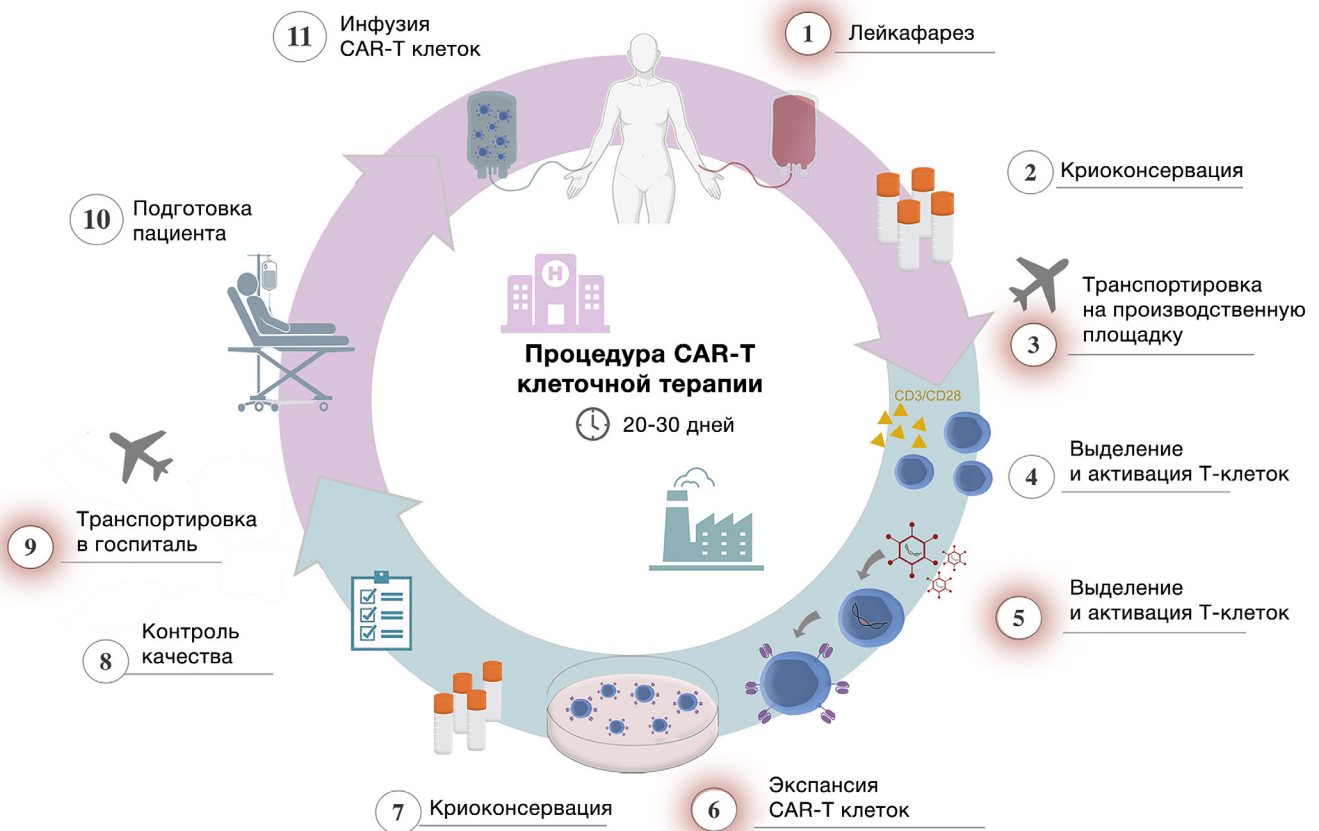 11
Инфузия
CAR-T клеток
1
Лейкафарез
2
Криоконсервация
3
Транспортировка
на производственную
площадку
CD3/CD28
4
Выделение
и активация Т-клеток
5
Выделение
и активация Т-клеток
6
Экспансия
CAR-T клеток
7
Криоконсервация
8
Контроль
качества
9
Транспортировка
в госпиталь
10
Подготовка
пациента
H
Процедура CAR-T
клеточной терапии
20-30 дней